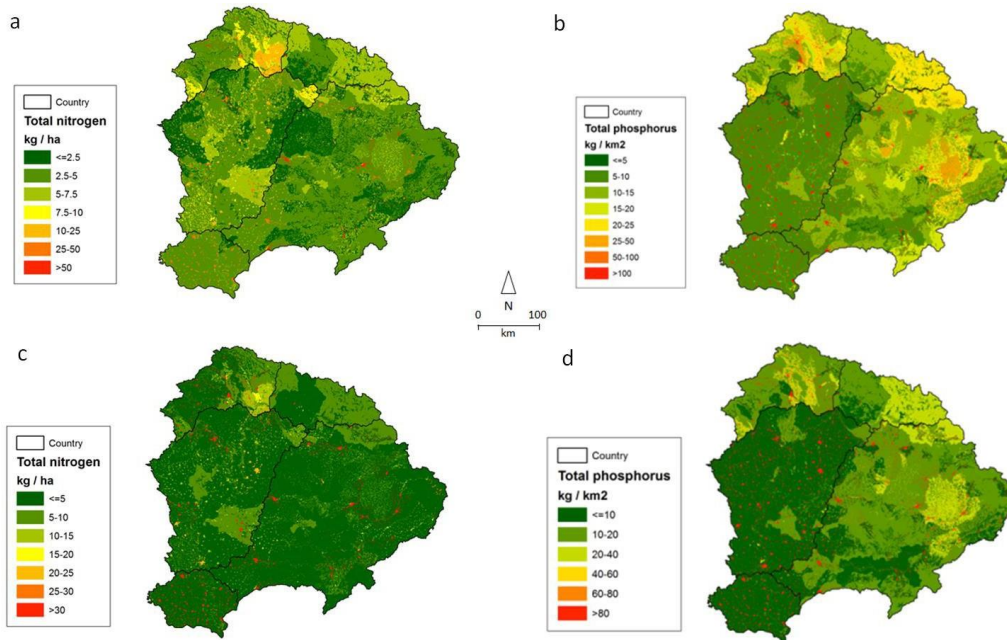 a
Country
Total nitrogen
kg / ha
<=2.5
2.5-5
5-7.5
7.5-10
10-25
25-50
>50
b
Country
Total phosphorus
kg / km2
<=5
5-10
10-15
15-20
20-25
25-50
50-100
>100
N
0 100
km
c
Country
Total nitrogen
kg / ha
<=5
5-10
10-15
15-20
20-25
25-30
>30
d
Country
Total phosphorus
kg / km2
<=10
10-20
20-40
40-60
60-80
>80